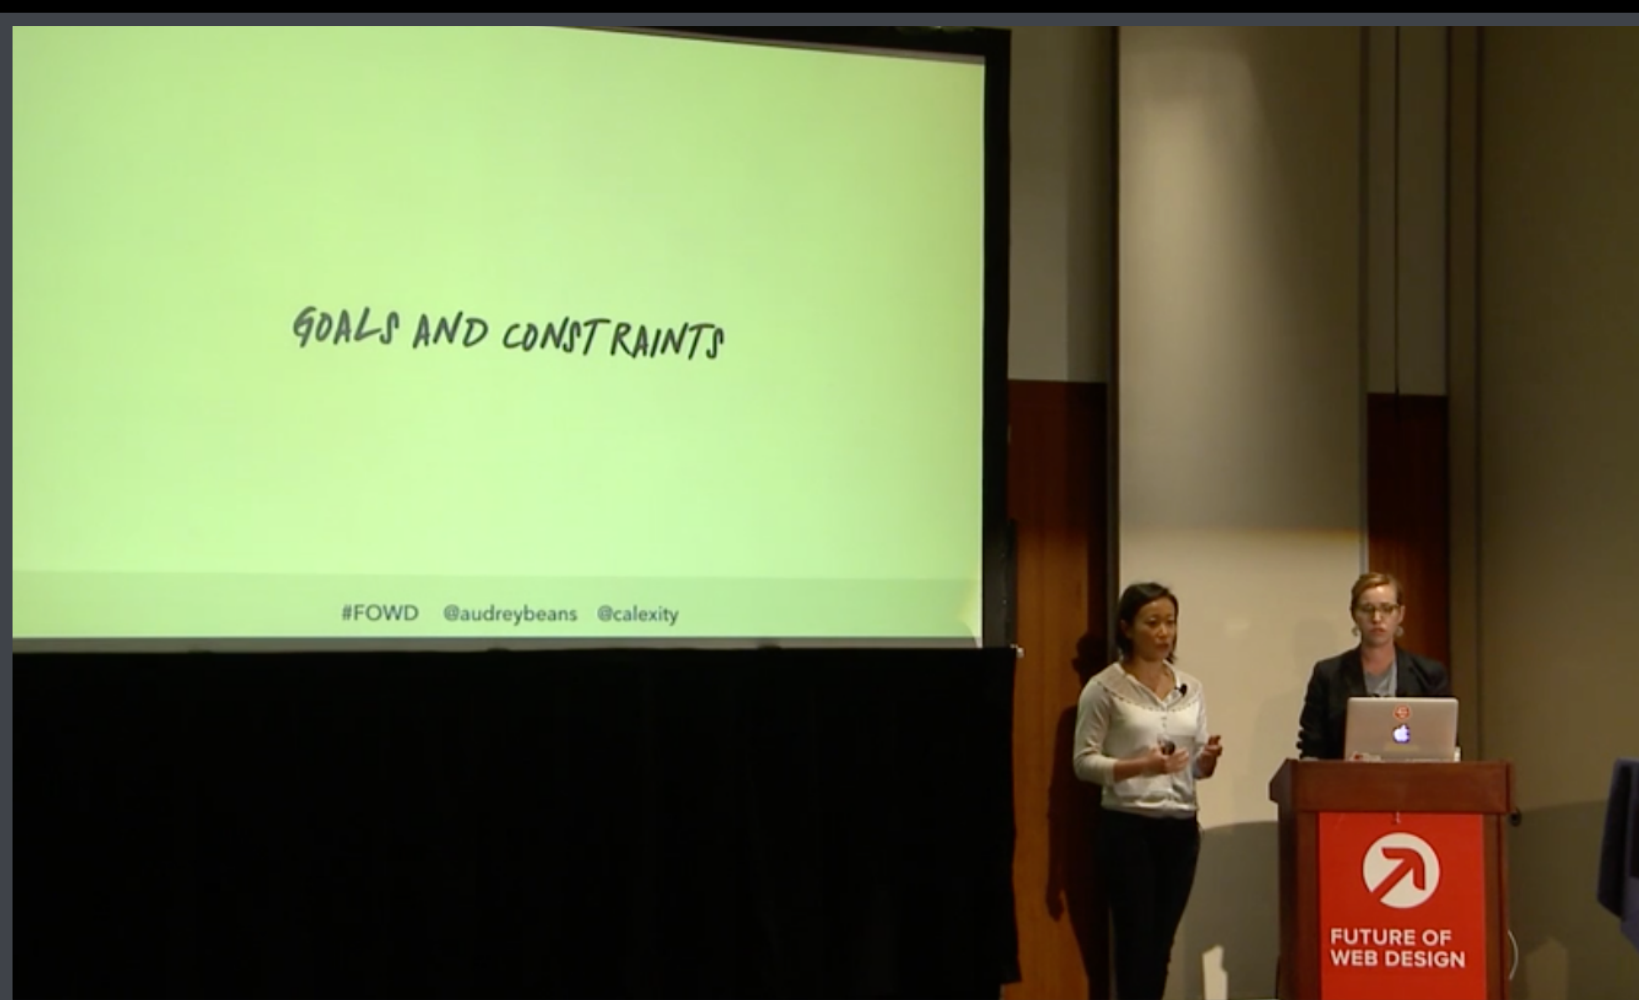 GOALS AND CONSTRAINTS
#FOWD @audreybeans @calexity
FUTURE OF
WEB DESIGN